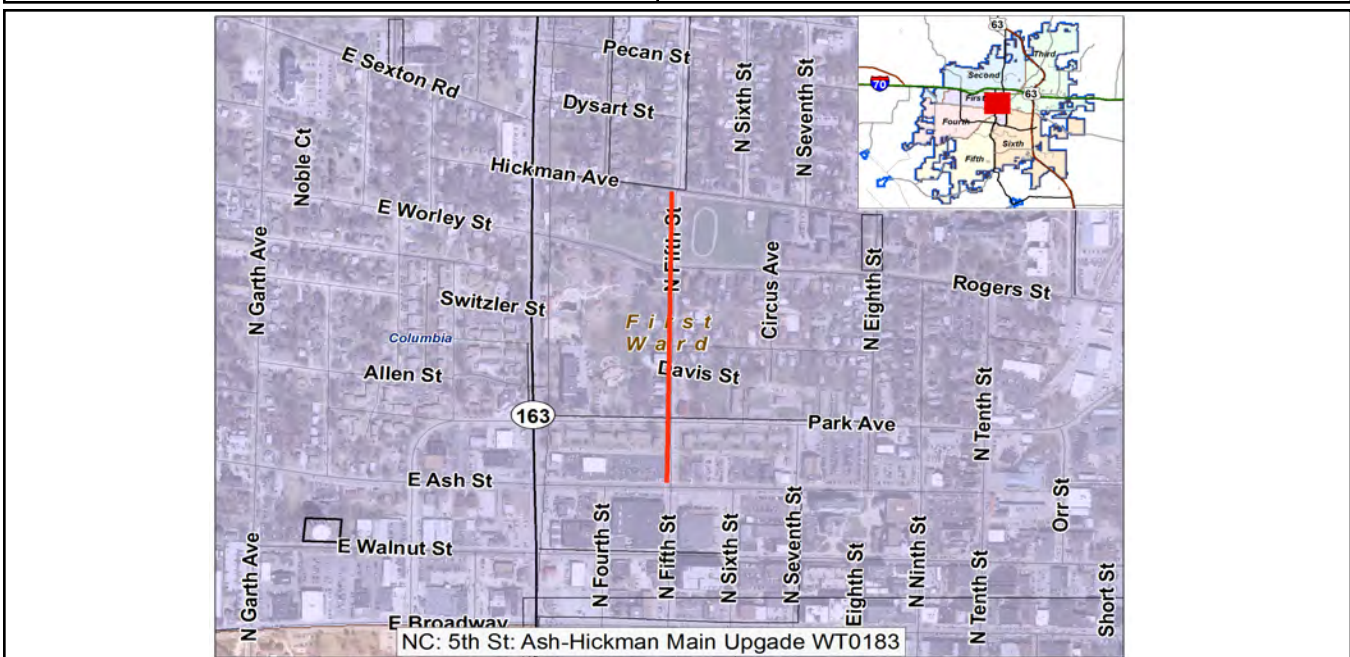 Pecan St
E Sexton Rd
Dysart St
N Sixth St
N Seventh St
Noble Ct
Hickman Ave
E Worley St
N Fifth St
N Garth Ave
Switzler St
Circus Ave
N Eighth St
Rogers St
First
Ward
Columbia
Allen St
Davis St
163
Park Ave
N Tenth St
E Ash St
Orr St
E Walnut St
N Garth Ave
N Fourth St
N Fifth St
N Sixth St
N Seventh St
Eighth St
N Ninth St
N Tenth St
Short St
E Broadway
NC: 5th St: Ash-Hickman Main Upgade WT0183
63
Third
Second
70
63
First
Fourth
Sixth
Fifth